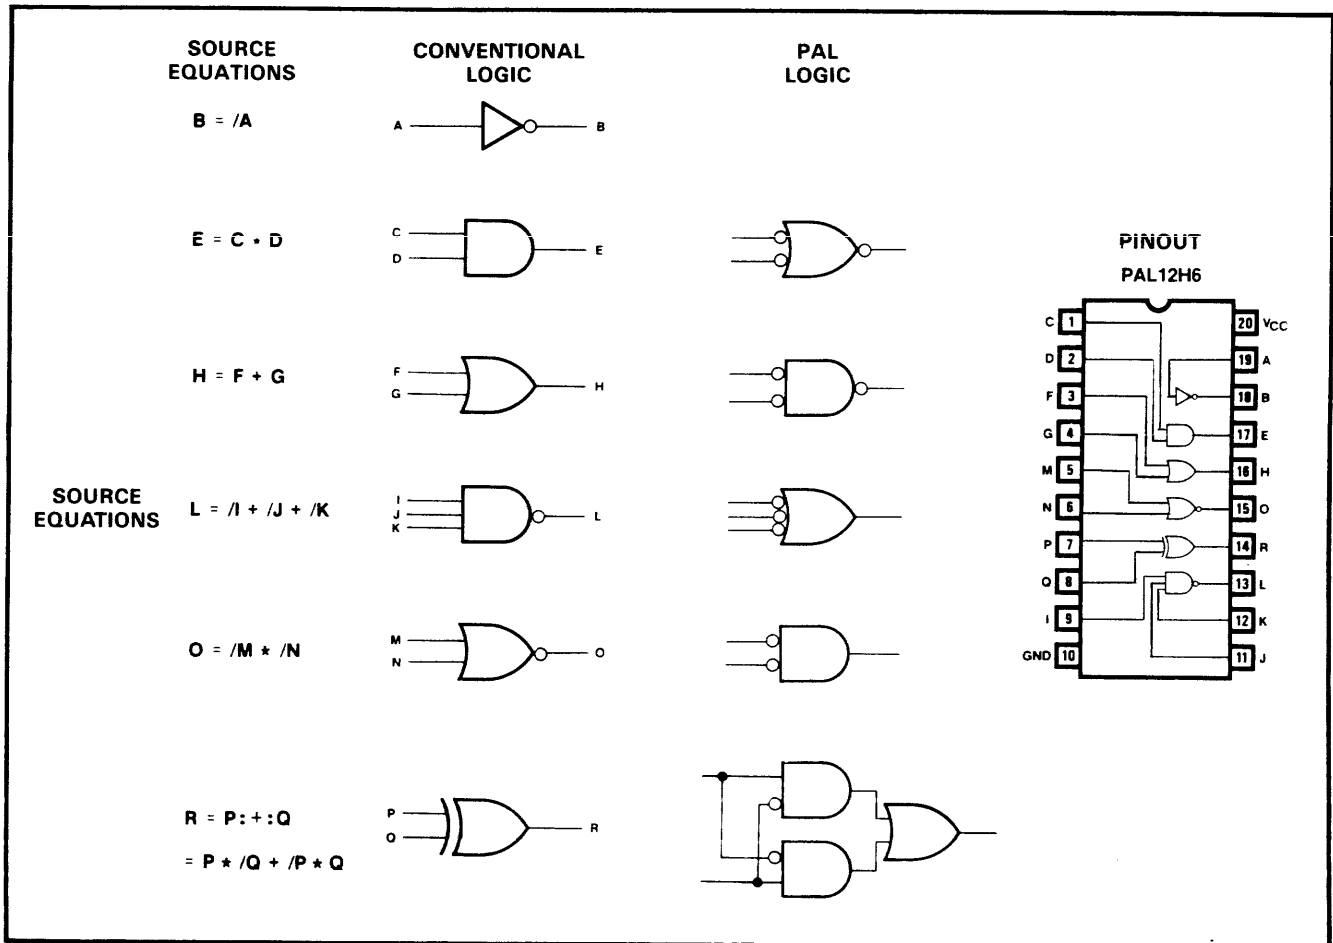 SOURCE
EQUATIONS
CONVENTIONAL
LOGIC
PAL
LOGIC
B = /A
A
B
E = C * D
C
D
E
H = F + G
F
G
H
SOURCE
EQUATIONS
L = /I + /J + /K
I
J
K
L
O = /M * /N
M
N
O
R = P:+:Q
= P * /Q + /P * Q
P
Q
R
PINOUT
PAL12H6
C 1
20 VCC
D 2
19 A
F 3
18 B
G 4
17 E
M 5
16 H
N 6
15 O
P 7
14 R
Q 8
13 L
I 9
12 K
GND 10
11 J